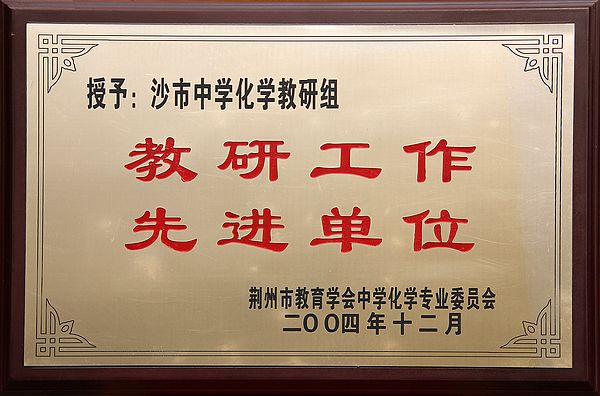 授予：沙市中学化学教研组
教研工作
先进单位
荆州市教育学会中学化学专业委员会
二OO四年十二月